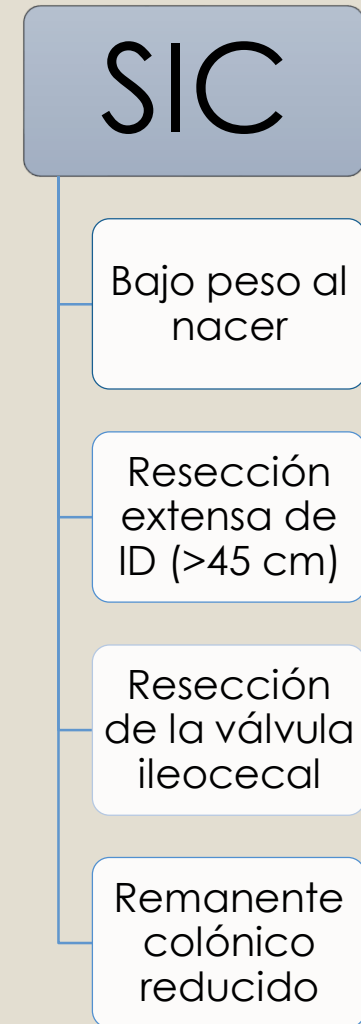 SIC
Bajo peso al
nacer
Resección
extensa de
ID (>45 cm)
Resección
de la válvula
ileocecal
Remanente
colónico
reducido